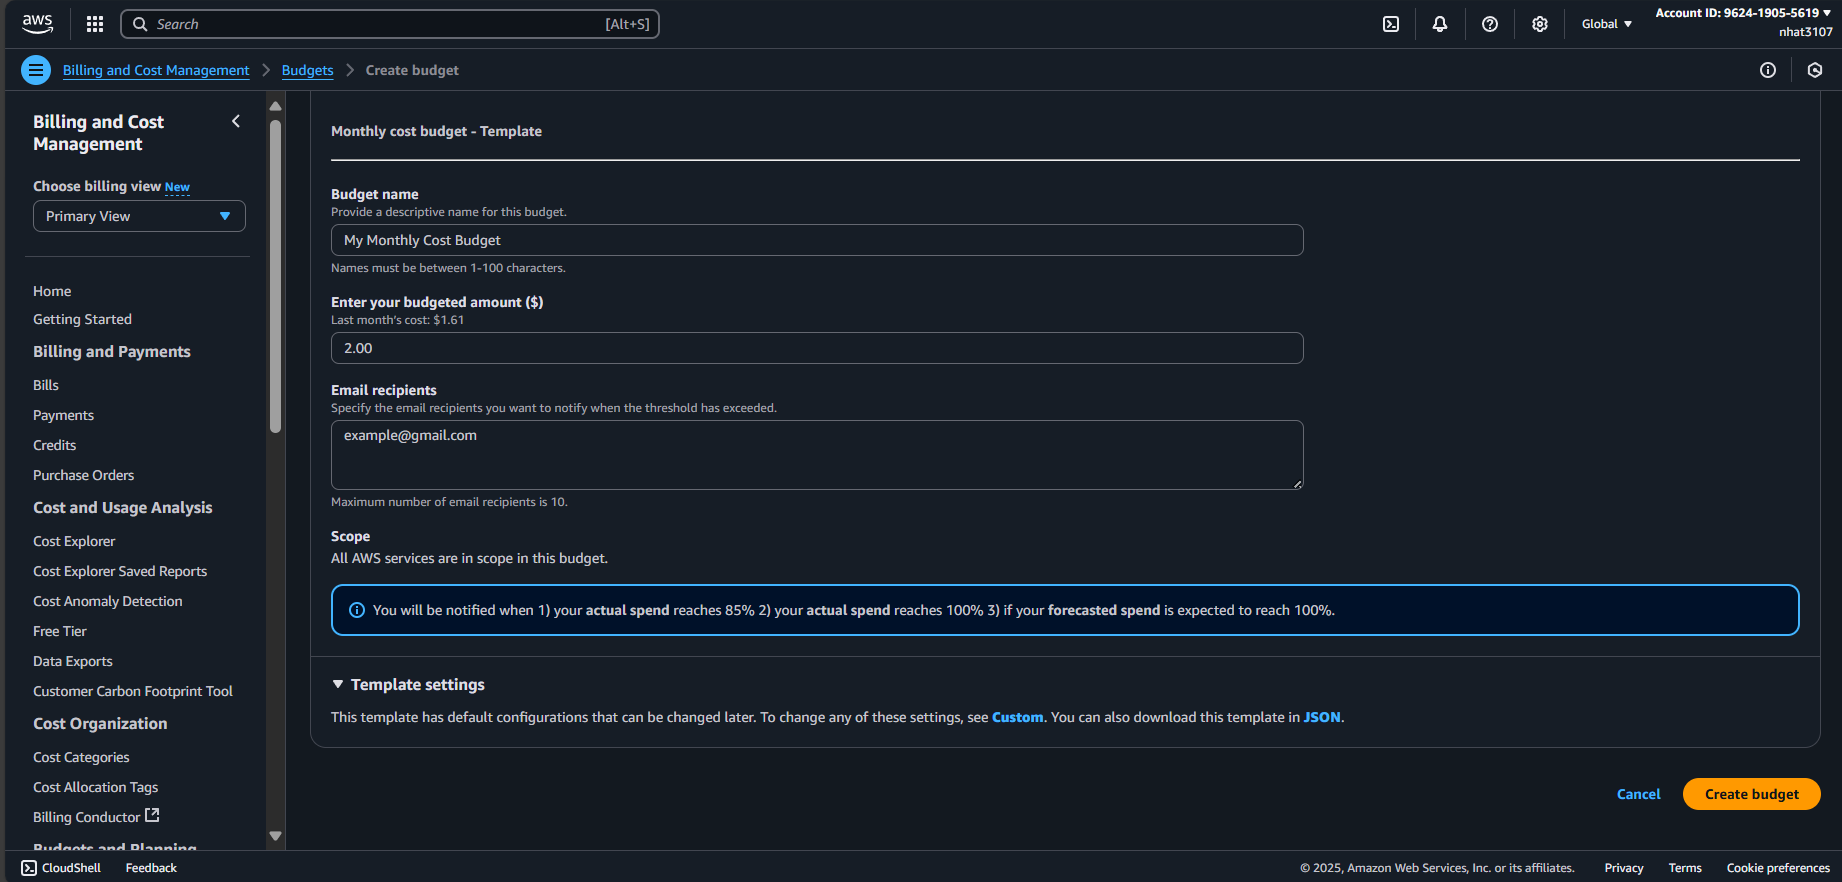 aws
Search
[Alt+S]
Global
Account ID: 9624-1905-5619
nhat3107
Billing and Cost Management
Budgets
Create budget
Billing and Cost
Management
Choose billing view New
Primary View
Home
Getting Started
Billing and Payments
Bills
Payments
Credits
Purchase Orders
Cost and Usage Analysis
Cost Explorer
Cost Explorer Saved Reports
Cost Anomaly Detection
Free Tier
Data Exports
Customer Carbon Footprint Tool
Cost Organization
Cost Categories
Cost Allocation Tags
Billing Conductor
Budgets and Planning
Monthly cost budget - Template
Budget name
Provide a descriptive name for this budget.
My Monthly Cost Budget
Names must be between 1-100 characters.
Enter your budgeted amount ($)
Last month's cost: $1.61
2.00
Email recipients
Specify the email recipients you want to notify when the threshold has exceeded.
example@gmail.com
Maximum number of email recipients is 10.
Scope
All AWS services are in scope in this budget.
You will be notified when 1) your actual spend reaches 85% 2) your actual spend reaches 100% 3) if your forecasted spend is expected to reach 100%.
Template settings
This template has default configurations that can be changed later. To change any of these settings, see Custom. You can also download this template in JSON.
Cancel
Create budget
CloudShell
Feedback
© 2025, Amazon Web Services, Inc. or its affiliates.
Privacy
Terms
Cookie preferences